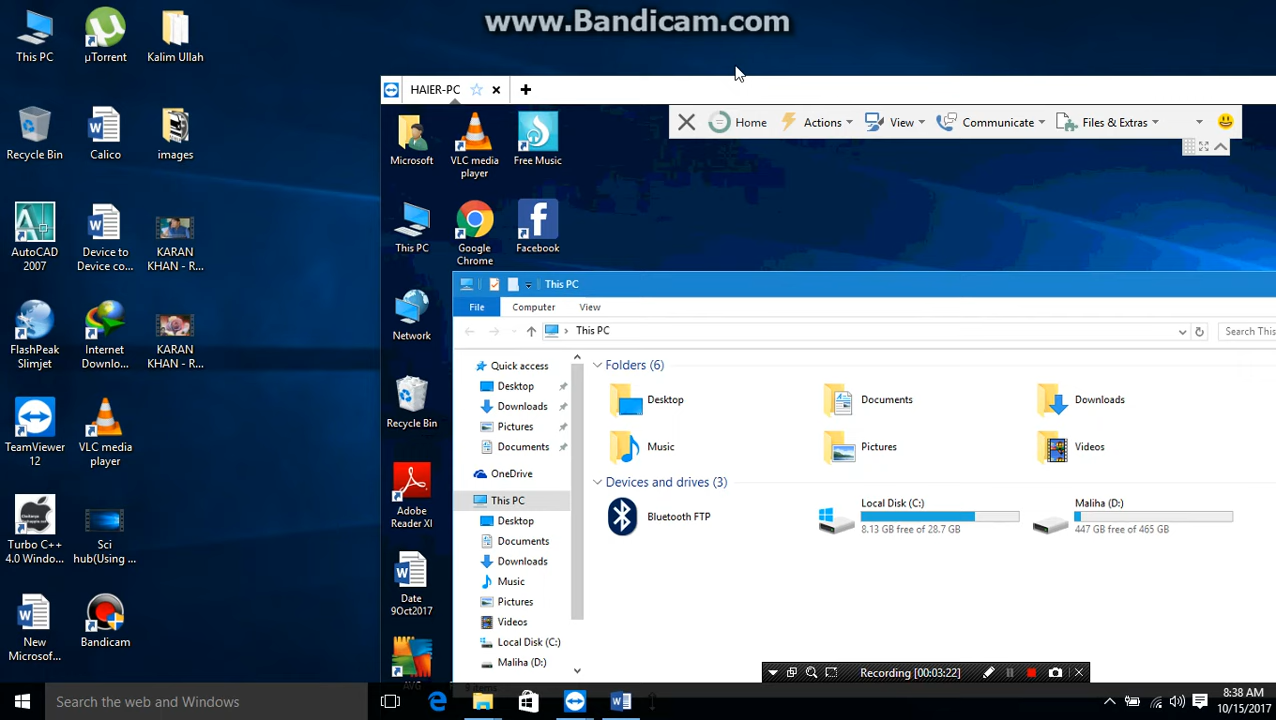 www.Bandicam.com
This PC
µTorrent
Kalim Ullah
Recycle Bin
Calico
images
AutoCAD
2007
Device to
Device co...
KARAN
KHAN - R...
FlashPeak
Slimjet
Internet
Downlo...
KARAN
KHAN - R...
TeamViewer
12
VLC media
player
Turbo C++
4.0 Windo...
Sci
hub(Using ...
New
Microsof...
Bandicam
HAIER-PC
Home
Actions
View
Communicate
Files & Extras
Microsoft
VLC media
player
Free Music
This PC
Google
Chrome
Facebook
Network
Recycle Bin
Adobe
Reader XI
Date
9Oct2017
AVG
This PC
File
Computer
View
This PC
Search This
Quick access
Desktop
Downloads
Pictures
Documents
OneDrive
This PC
Desktop
Documents
Downloads
Music
Pictures
Videos
Local Disk (C:)
Maliha (D:)
Folders (6)
Desktop
Documents
Downloads
Music
Pictures
Videos
Devices and drives (3)
Bluetooth FTP
Local Disk (C:)
8.13 GB free of 28.7 GB
Maliha (D:)
447 GB free of 465 GB
Recording [00:03:22]
Search the web and Windows
8:38 AM
10/15/2017